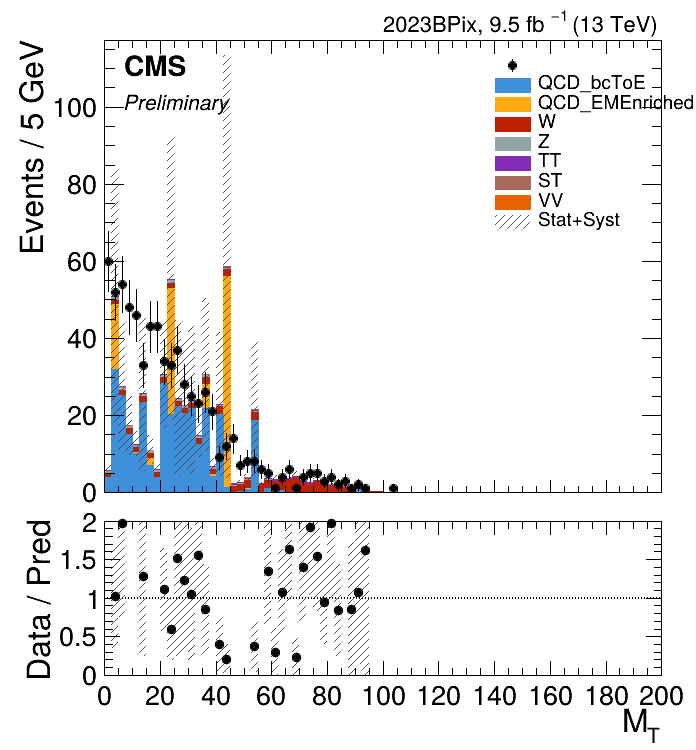 2023BPix, 9.5 fb⁻¹ (13 TeV)
CMS
Preliminary
QCD_bcToE
QCD_EMEnriched
W
Z
TT
ST
VV
Stat+Syst
Events / 5 GeV
100
80
60
40
20
0
Data / Pred
2
1.5
1
0.5
0
0 20 40 60 80 100 120 140 160 180 200
M_T